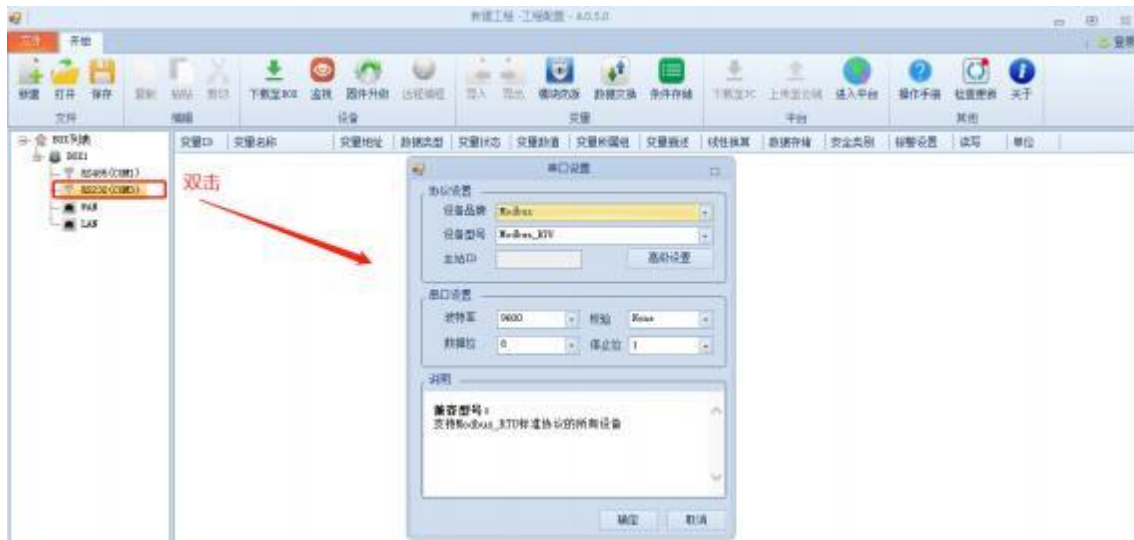 新建工程-工程配置 - A.0.5.0
文件 开始 登录
新建 打开 保存 复制 粘贴 剪切 下载至BOX 监视 固件升级 远程编程 导入 导出 模块改版 数据交换 条件存储 下载至PC 上传至云端 进入平台 操作手册 检查更新 关于
文件 编辑 设备 变量 平台 其他
BOX列表 变量ID 变量名称 变量地址 数据类型 变量状态 变量数值 变量所属组 变量描述 线性换算 数据存储 安全类别 报警设置 读写 单位
BOX1
RS485(COM1)
RS232(COM3)
WAN
LAN
双击
串口设置
协议设置
设备品牌 Modbus
设备型号 Modbus_RTU
主站ID 高级设置
串口设置
波特率 9600 校验 None
数据位 8 停止位 1
说明
兼容型号:
支持Modbus_RTU标准协议的所有设备
确定 取消